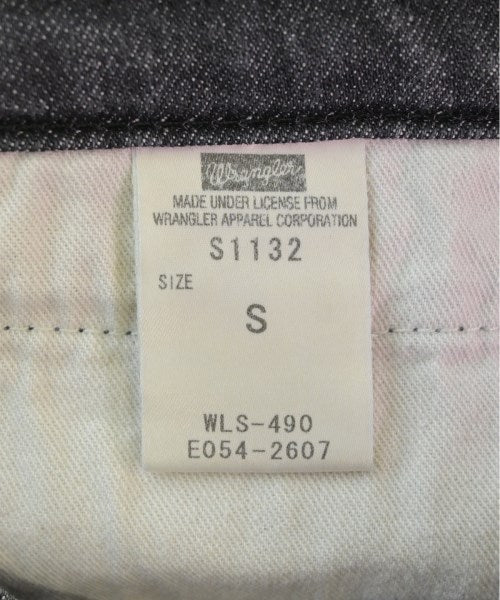 Wrangler
MADE UNDER LICENSE FROM
WRANGLER APPAREL CORPORATION
S1132
SIZE
S
WLS-490
E054-2607